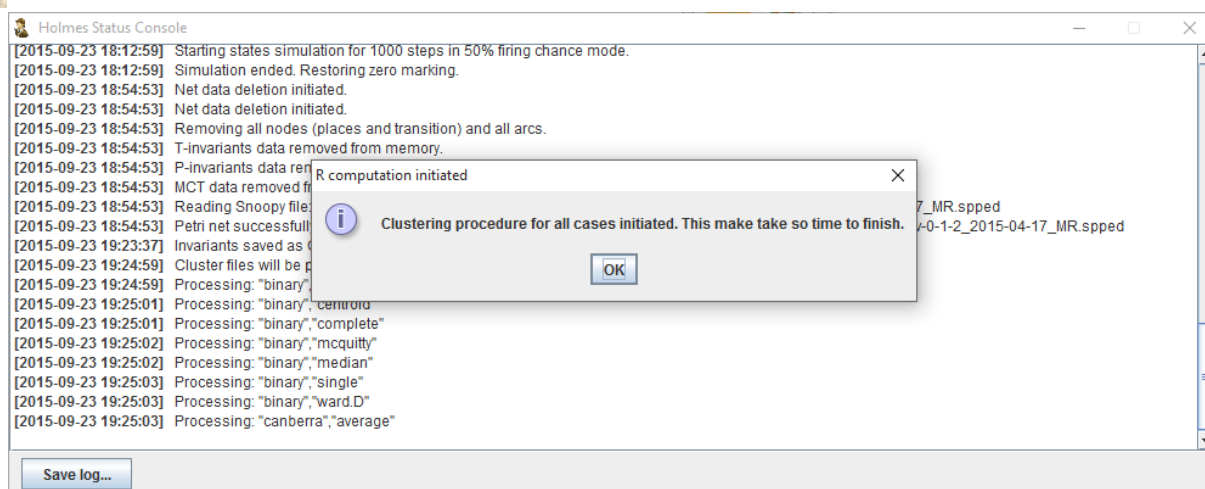 Holmes Status Console
[2015-09-23 18:12:59] Starting states simulation for 1000 steps in 50% firing chance mode.
[2015-09-23 18:12:59] Simulation ended. Restoring zero marking.
[2015-09-23 18:54:53] Net data deletion initiated.
[2015-09-23 18:54:53] Net data deletion initiated.
[2015-09-23 18:54:53] Removing all nodes (places and transition) and all arcs.
[2015-09-23 18:54:53] T-invariants data removed from memory.
[2015-09-23 18:54:53] P-invariants data
[2015-09-23 18:54:53] MCT data removed
[2015-09-23 18:54:53] Reading Snoopy file: 7_MR.spped
[2015-09-23 18:54:53] Petri net successfull v-0-1-2_2015-04-17_MR.spped
[2015-09-23 19:23:37] Invariants saved as
[2015-09-23 19:24:59] Cluster files will be
[2015-09-23 19:24:59] Processing: "binary",
[2015-09-23 19:25:01] Processing: "binary","centroid"
[2015-09-23 19:25:01] Processing: "binary","complete"
[2015-09-23 19:25:02] Processing: "binary","mcquitty"
[2015-09-23 19:25:02] Processing: "binary","median"
[2015-09-23 19:25:03] Processing: "binary","single"
[2015-09-23 19:25:03] Processing: "binary","ward.D"
[2015-09-23 19:25:03] Processing: "canberra","average"
R computation initiated
Clustering procedure for all cases initiated. This make take so time to finish.
OK
Save log...